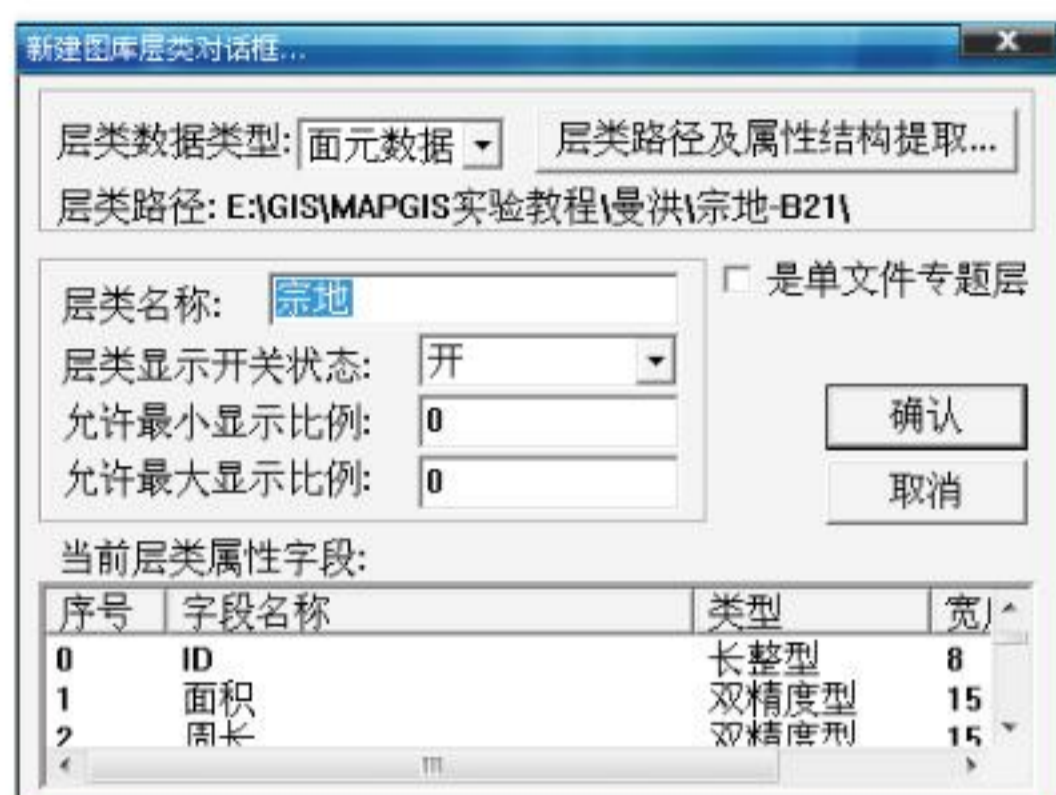 新建图库层类对话框...
层类数据类型: 面元数据 层类路径及属性结构提取...
层类路径: E:\GIS\MAPGIS实验教程\曼洪\宗地-B21\
是单文件专题层
层类名称: 宗地
层类显示开关状态: 开
允许最小显示比例: 0
允许最大显示比例: 0
确认
取消
当前层类属性字段:
序号 字段名称 类型 宽
0 ID 长整型 8
1 面积 双精度型 15
2 周长 双精度型 15